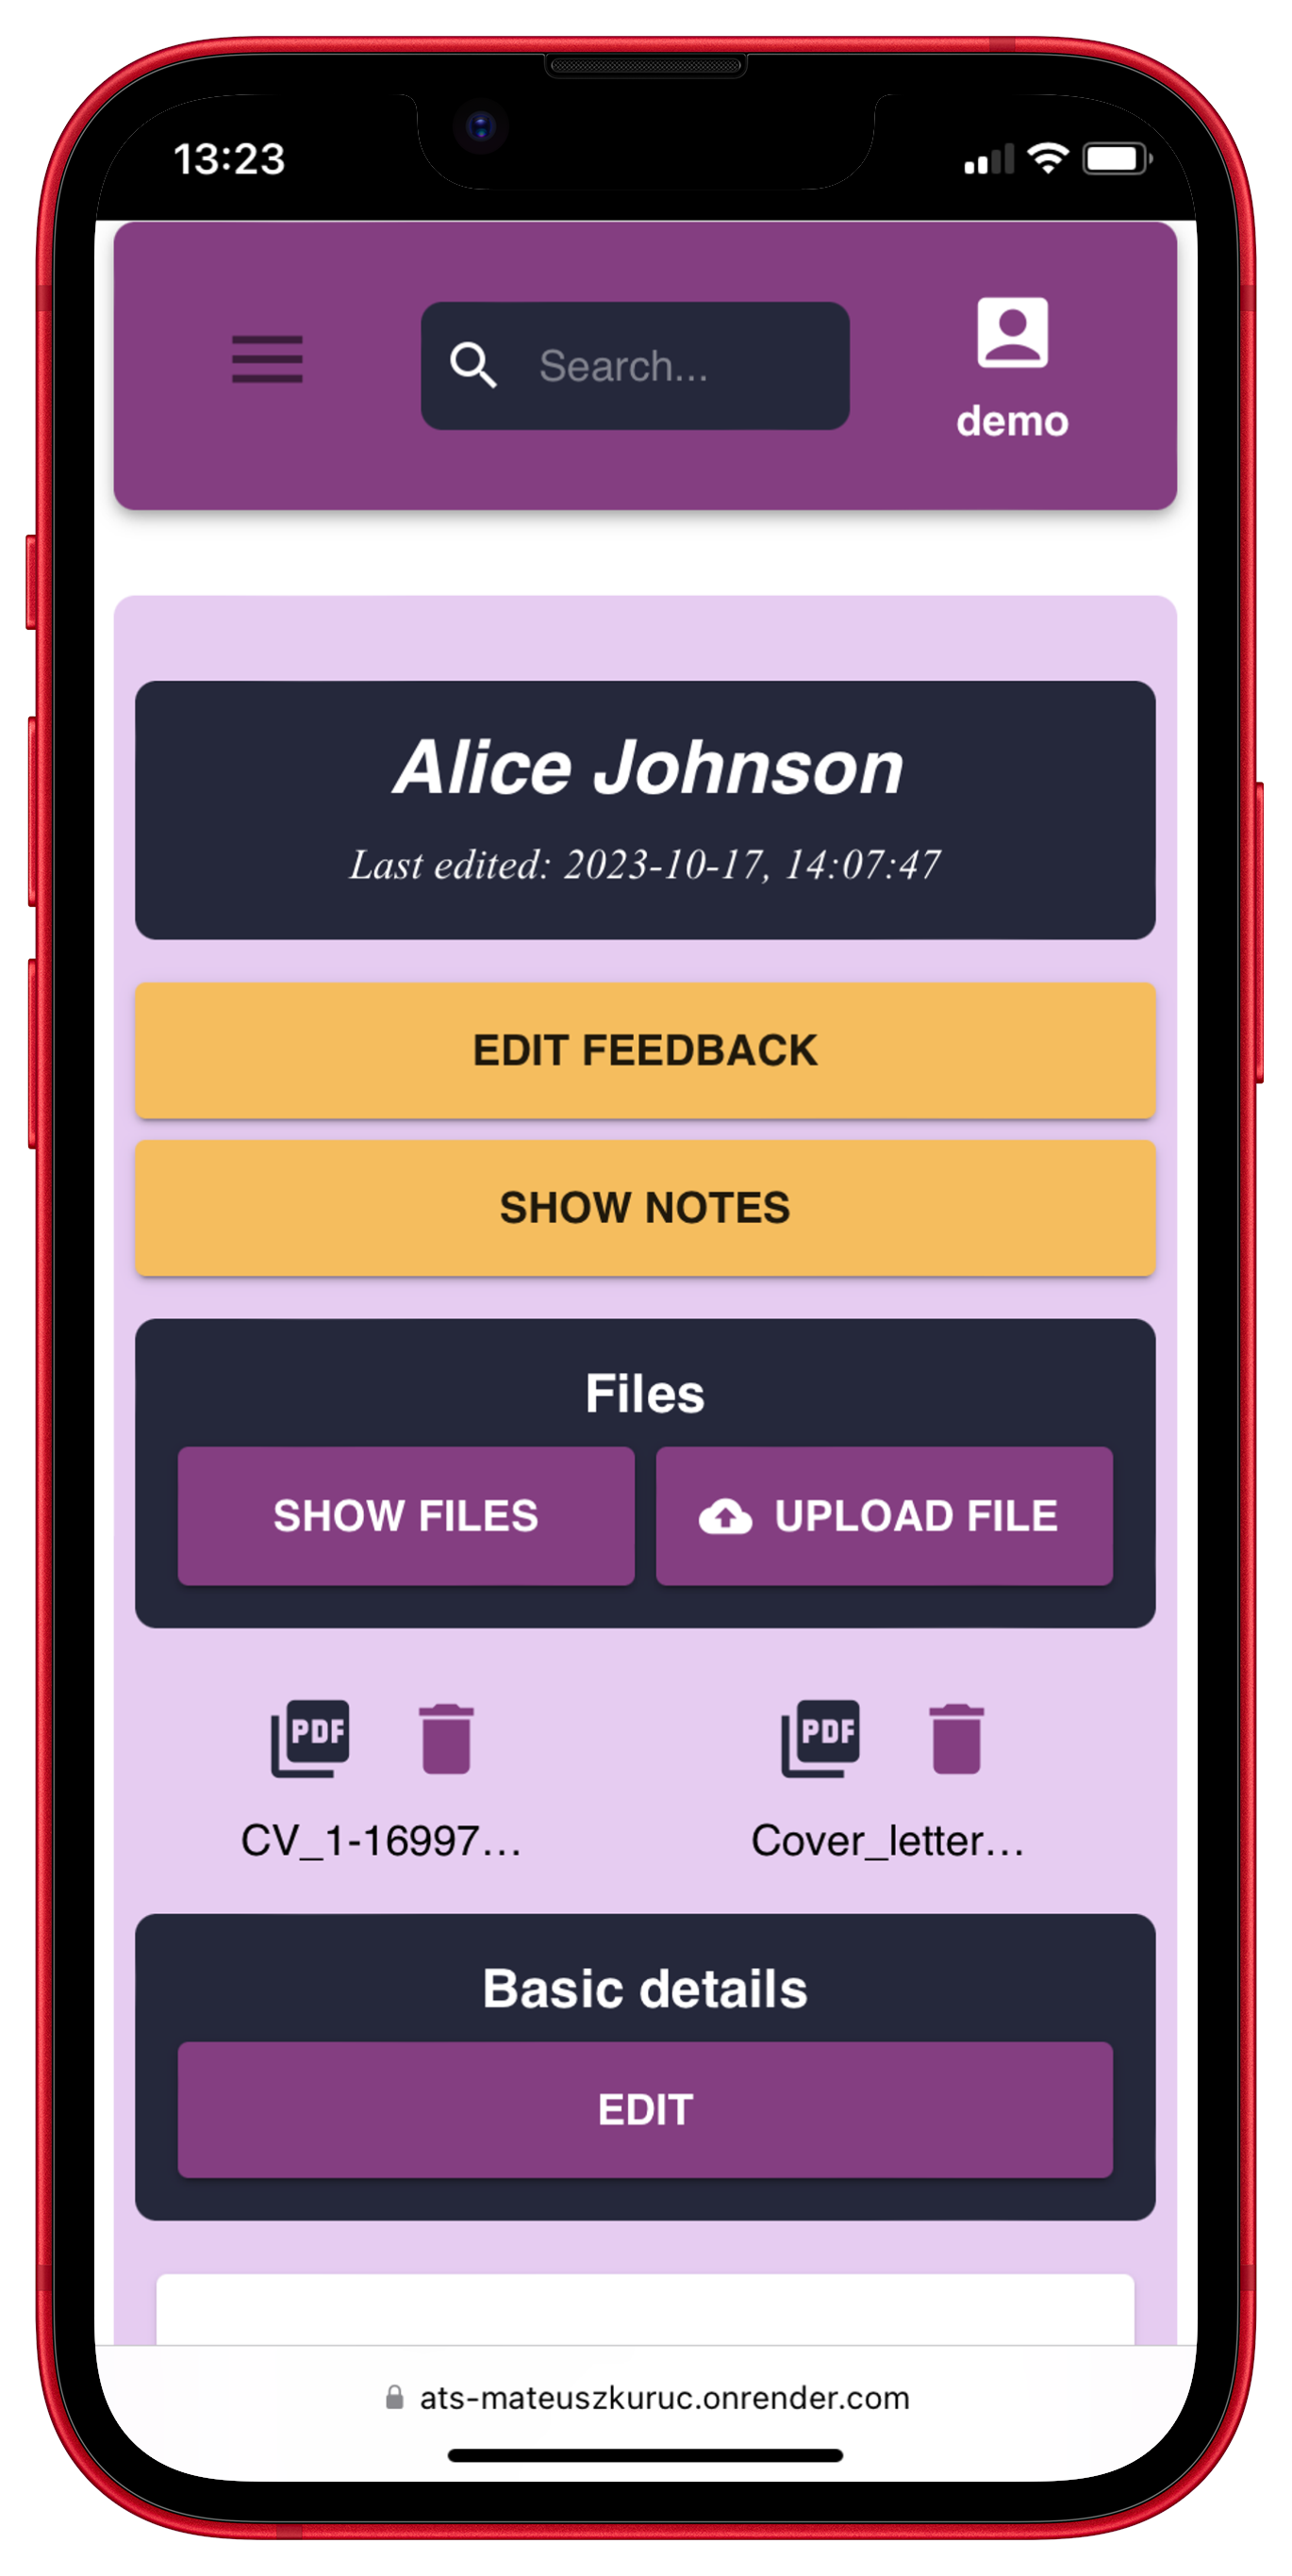 13:23
Search...
demo
Alice Johnson
Last edited: 2023-10-17, 14:07:47
EDIT FEEDBACK
SHOW NOTES
Files
SHOW FILES
UPLOAD FILE
PDF
PDF
CV_1-16997...
Cover_letter...
Basic details
EDIT
ats-mateuszkuruc.onrender.com